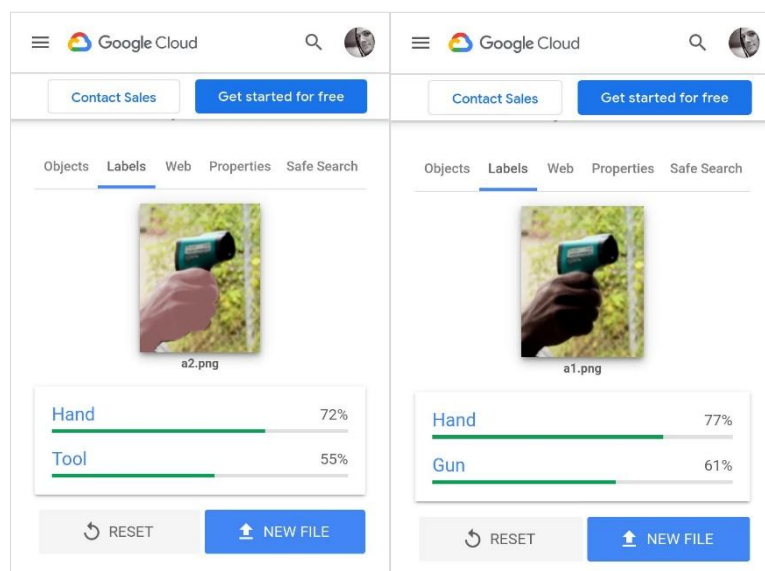 Google Cloud
Contact Sales
Get started for free
Objects Labels Web Properties Safe Search
a2.png
Hand 72%
Tool 55%
RESET
NEW FILE
Google Cloud
Contact Sales
Get started for free
Objects Labels Web Properties Safe Search
a1.png
Hand 77%
Gun 61%
RESET
NEW FILE